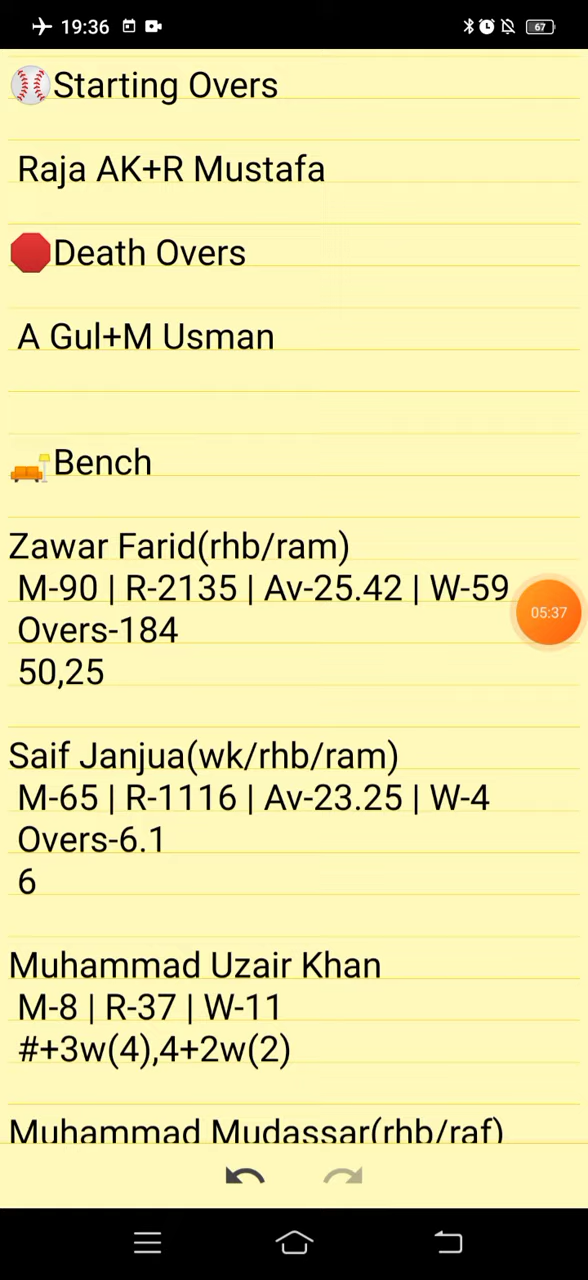 19:36
67
Starting Overs
Raja AK+R Mustafa
Death Overs
A Gul+M Usman
Bench
Zawar Farid(rhb/ram)
M-90 | R-2135 | Av-25.42 | W-59
Overs-184
50,25
05:37
Saif Janjua(wk/rhb/ram)
M-65 | R-1116 | Av-23.25 | W-4
Overs-6.1
6
Muhammad Uzair Khan
M-8 | R-37 | W-11
#+3w(4),4+2w(2)
Muhammad Mudassar(rhb/raf)